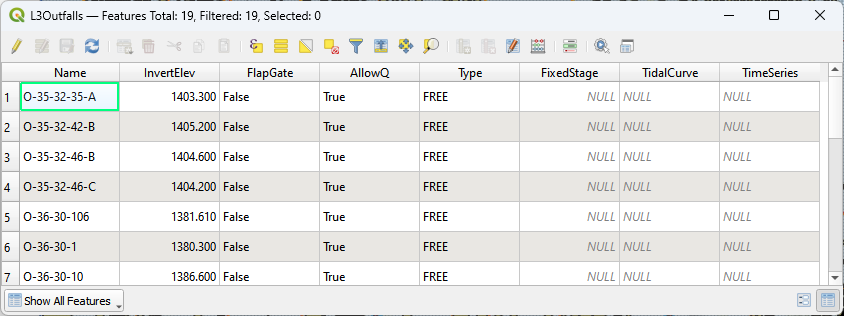 L3Outfalls — Features Total: 19, Filtered: 19, Selected: 0
Name InvertElev FlapGate AllowQ Type FixedStage TidalCurve TimeSeries
1 O-35-32-35-A 1403.300 False True FREE NULL NULL NULL
2 O-35-32-42-B 1405.200 False True FREE NULL NULL NULL
3 O-35-32-46-B 1404.600 False True FREE NULL NULL NULL
4 O-35-32-46-C 1404.200 False True FREE NULL NULL NULL
5 O-36-30-106 1381.610 False True FREE NULL NULL NULL
6 O-36-30-1 1380.300 False True FREE NULL NULL NULL
7 O-36-30-10 1386.600 False True FREE NULL NULL NULL
Show All Features